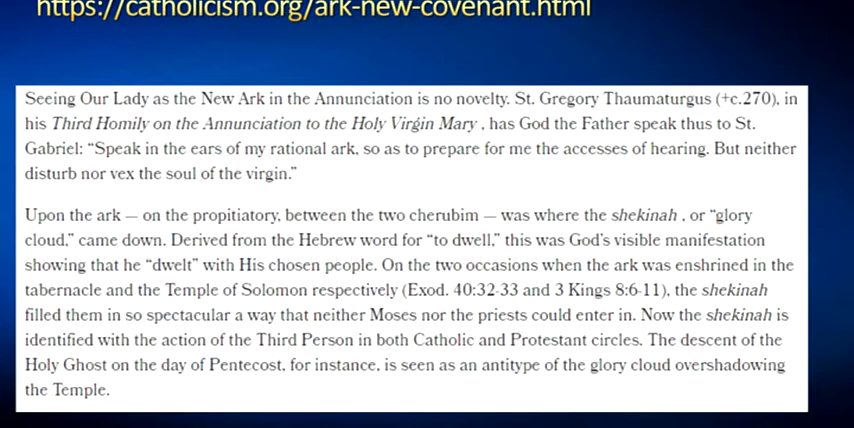 https://catholicism.org/ark-new-covenant.html
Seeing Our Lady as the New Ark in the Annunciation is no novelty. St. Gregory Thaumaturgus (+c.270), in
his Third Homily on the Annunciation to the Holy Virgin Mary , has God the Father speak thus to St.
Gabriel: “Speak in the ears of my rational ark, so as to prepare for me the accesses of hearing. But neither
disturb nor vex the soul of the virgin.”
Upon the ark — on the propitiatory, between the two cherubim — was where the shekinah , or “glory
cloud,” came down. Derived from the Hebrew word for “to dwell,” this was God’s visible manifestation
showing that he “dwelt” with His chosen people. On the two occasions when the ark was enshrined in the
tabernacle and the Temple of Solomon respectively (Exod. 40:32-33 and 3 Kings 8:6-11), the shekinah
filled them in so spectacular a way that neither Moses nor the priests could enter in. Now the shekinah is
identified with the action of the Third Person in both Catholic and Protestant circles. The descent of the
Holy Ghost on the day of Pentecost, for instance, is seen as an antitype of the glory cloud overshadowing
the Temple.